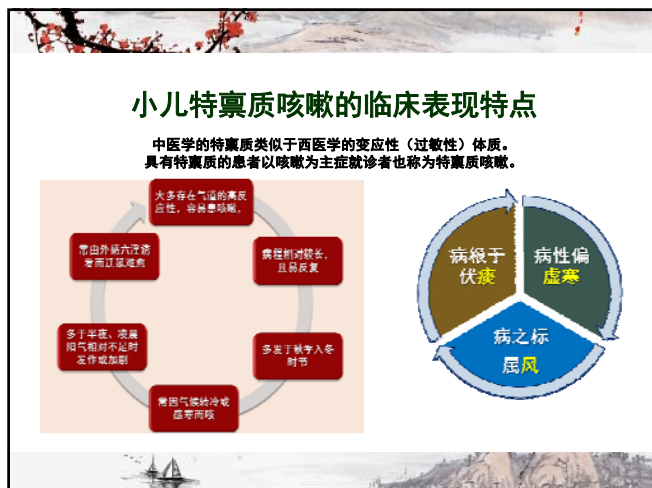 小儿特禀质咳嗽的临床表现特点
中医学的特禀质类似于西医学的变应性（过敏性）体质。
具有特禀质的患者以咳嗽为主症就诊者也称为特禀质咳嗽。
大多存在气道的高反
应性，容易患咳嗽。
病程相对较长，
且易反复
多发于秋季入冬
时节
常因气候转冷或
感寒而咳
多于半夜、凌晨
阳气相对不足时
发作或加剧
常由外感六淫诱
发而迁延难愈
病根于
伏痰
病性偏
虚寒
病之标
属风